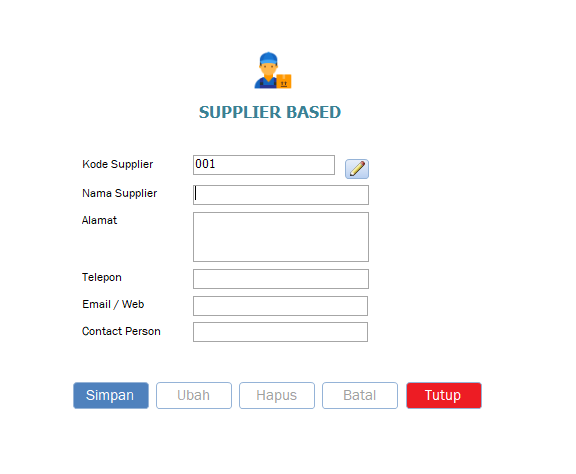 SUPPLIER BASED
Kode Supplier 001
Nama Supplier
Alamat
Telepon
Email / Web
Contact Person
Simpan Ubah Hapus Batal Tutup